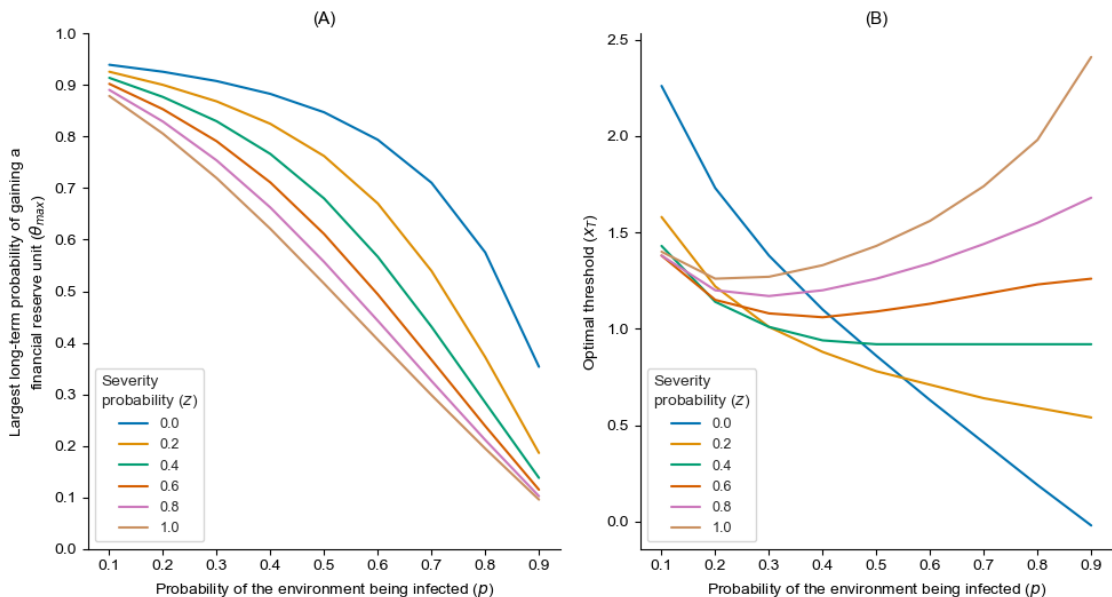 (A)
Largest long-term probability of gaining a
financial reserve unit (θmax)
1.0
0.9
0.8
0.7
0.6
0.5
0.4
0.3
0.2
0.1
0.0
Severity
probability (z)
0.0
0.2
0.4
0.6
0.8
1.0
0.1 0.2 0.3 0.4 0.5 0.6 0.7 0.8 0.9
Probability of the environment being infected (p)
(B)
Optimal threshold (xT)
2.5
2.0
1.5
1.0
0.5
0.0
Severity
probability (z)
0.0
0.2
0.4
0.6
0.8
1.0
0.1 0.2 0.3 0.4 0.5 0.6 0.7 0.8 0.9
Probability of the environment being infected (p)